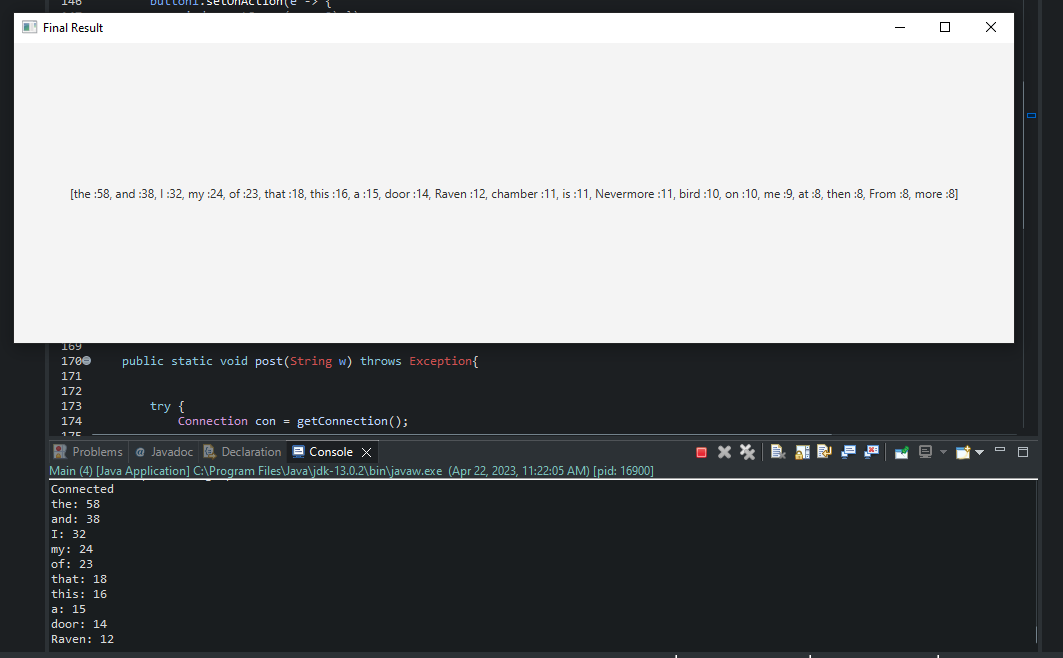 146 button1.setOnAction(e -> {
Final Result
[the :58, and :38, I :32, my :24, of :23, that :18, this :16, a :15, door :14, Raven :12, chamber :11, is :11, Nevermore :11, bird :10, on :10, me :9, at :8, then :8, From :8, more :8]
169
170 public static void post(String w) throws Exception{
171
172
173 try {
174 Connection con = getConnection();
175
Problems @ Javadoc Declaration Console
Main (4) [Java Application] C:\Program Files\Java\jdk-13.0.2\bin\javaw.exe (Apr 22, 2023, 11:22:05 AM) [pid: 16900]
Connected
the: 58
and: 38
I: 32
my: 24
of: 23
that: 18
this: 16
a: 15
door: 14
Raven: 12